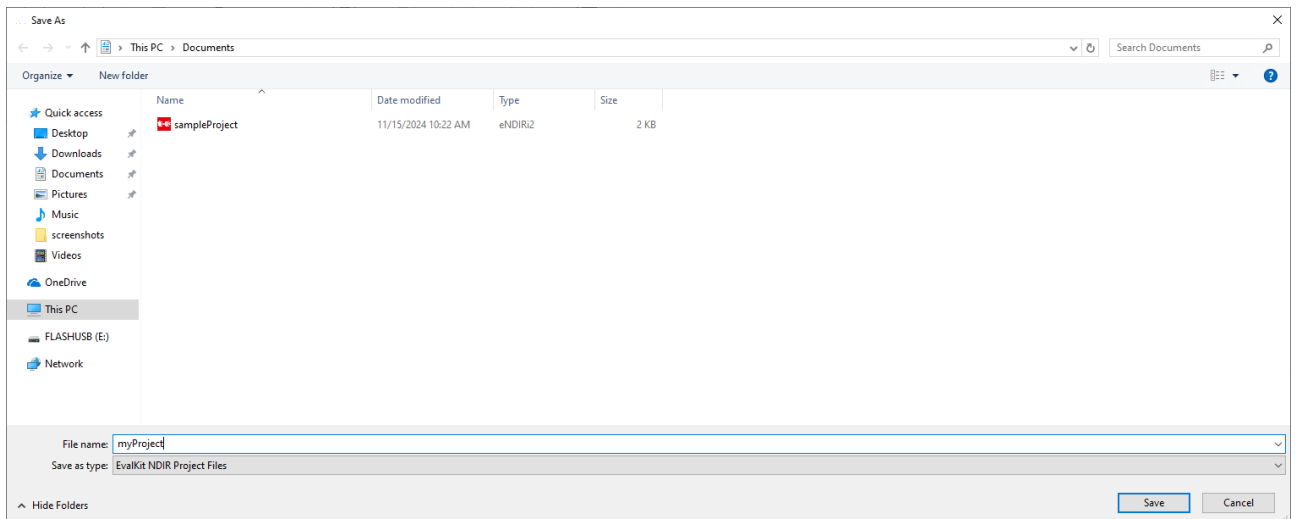 Save As
This PC > Documents
Search Documents
Organize
New folder
Name
Date modified
Type
Size
Quick access
Desktop
Downloads
Documents
Pictures
Music
screenshots
Videos
OneDrive
This PC
FLASHUSB (E:)
Network
sampleProject
11/15/2024 10:22 AM
eNDIRi2
2 KB
File name: myProject
Save as type: EvalKit NDIR Project Files
Hide Folders
Save
Cancel